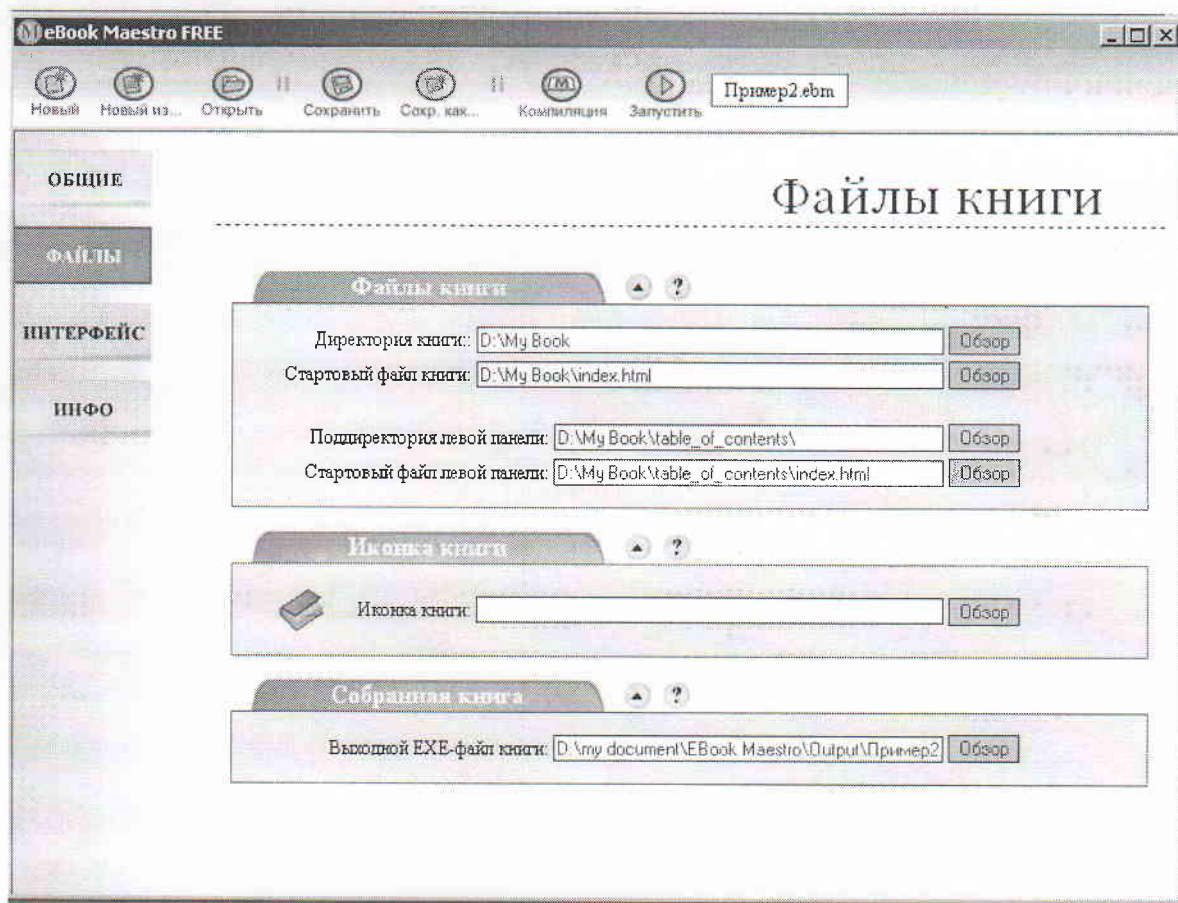 eBook Maestro FREE
Новый Новый из... Открыть Сохранить Сохр. как... Компиляция Запустить Пример2.ebm
ОБЩИЕ
Файлы книги
ФАЙЛЫ
Файлы книги ?
ИНТЕРФЕЙС
Директория книги:: D:\My Book Обзор
Стартовый файл книги: D:\My Book\index.html Обзор
ИНФО
Поддиректория левой панели: D:\My Book\table_of_contents\ Обзор
Стартовый файл левой панели: D:\My Book\table_of_contents\index.html Обзор
Иконка книги ?
Иконка книги: Обзор
Собранная книга ?
Выходной EXE-файл книги: D:\my document\EBook Maestro\Output\Пример2 Обзор